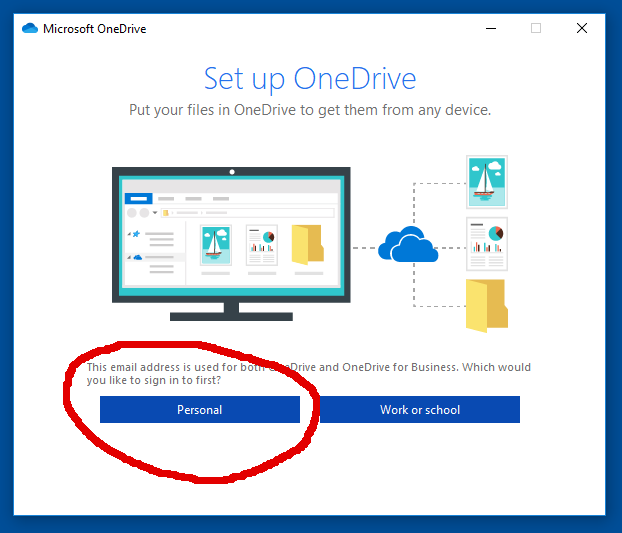 Microsoft OneDrive
Set up OneDrive
Put your files in OneDrive to get them from any device.
This email address is used for both OneDrive and OneDrive for Business. Which would
you like to sign in to first?
Personal
Work or school